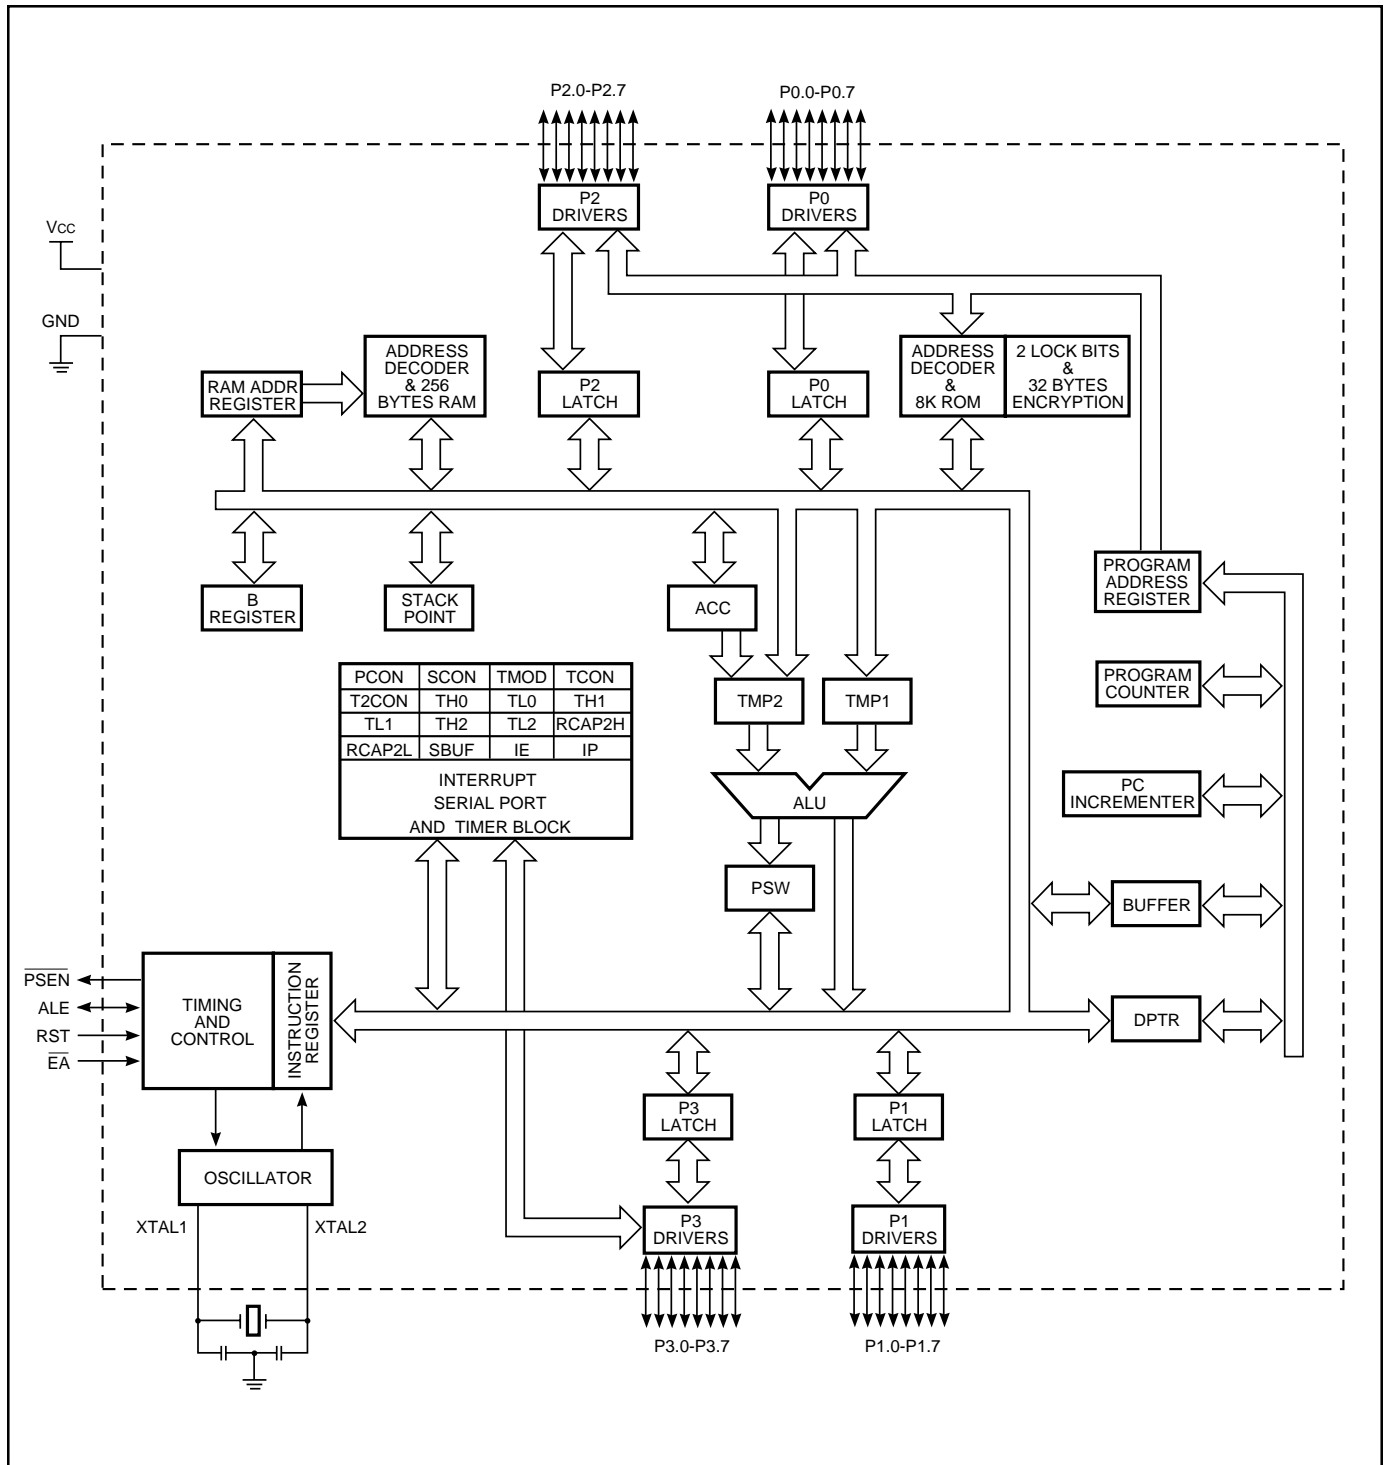 P2.0-P2.7
P0.0-P0.7
P2
DRIVERS
P0
DRIVERS
Vcc
GND
RAM ADDR
REGISTER
ADDRESS
DECODER
& 256
BYTES RAM
P2
LATCH
P0
LATCH
ADDRESS
DECODER
&
8K ROM
2 LOCK BITS
&
32 BYTES
ENCRYPTION
B
REGISTER
STACK
POINT
ACC
PROGRAM
ADDRESS
REGISTER
PCON SCON TMOD TCON
T2CON TH0 TL0 TH1
TL1 TH2 TL2 RCAP2H
RCAP2L SBUF IE IP
INTERRUPT
SERIAL PORT
AND TIMER BLOCK
TMP2
TMP1
PROGRAM
COUNTER
ALU
PC
INCREMENTER
PSW
BUFFER
PSEN
ALE
RST
EA
TIMING
AND
CONTROL
INSTRUCTION
REGISTER
DPTR
P3
LATCH
P1
LATCH
OSCILLATOR
XTAL1
XTAL2
P3
DRIVERS
P1
DRIVERS
P3.0-P3.7
P1.0-P1.7